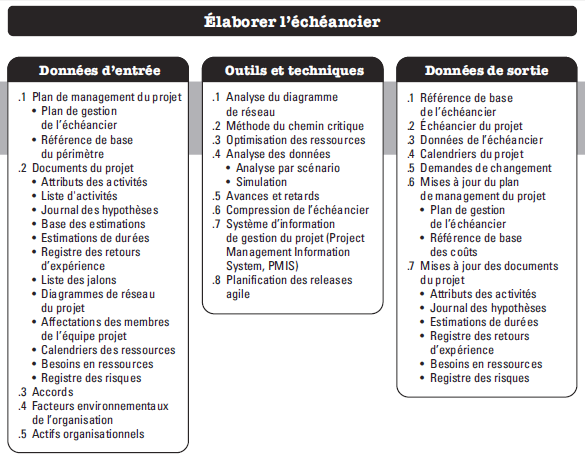 Élaborer l'échéancier
Données d'entrée
.1 Plan de management du projet
• Plan de gestion
de l'échéancier
• Référence de base
du périmètre
.2 Documents du projet
• Attributs des activités
• Liste d'activités
• Journal des hypothèses
• Base des estimations
• Estimations de durées
• Registre des retours
d'expérience
• Liste des jalons
• Diagrammes de réseau
du projet
• Affectations des membres
de l'équipe projet
• Calendriers des ressources
• Besoins en ressources
• Registre des risques
.3 Accords
.4 Facteurs environnementaux
de l'organisation
.5 Actifs organisationnels
Outils et techniques
.1 Analyse du diagramme
de réseau
.2 Méthode du chemin critique
.3 Optimisation des ressources
.4 Analyse des données
• Analyse par scénario
• Simulation
.5 Avances et retards
.6 Compression de l'échéancier
.7 Système d'information
de gestion du projet (Project
Management Information
System, PMIS)
.8 Planification des releases
agile
Données de sortie
.1 Référence de base
de l'échéancier
.2 Échéancier du projet
.3 Données de l'échéancier
.4 Calendriers du projet
.5 Demandes de changement
.6 Mises à jour du plan
de management du projet
• Plan de gestion
de l'échéancier
• Référence de base
des coûts
.7 Mises à jour des documents
du projet
• Attributs des activités
• Journal des hypothèses
• Estimations de durées
• Registre des retours
d'expérience
• Besoins en ressources
• Registre des risques